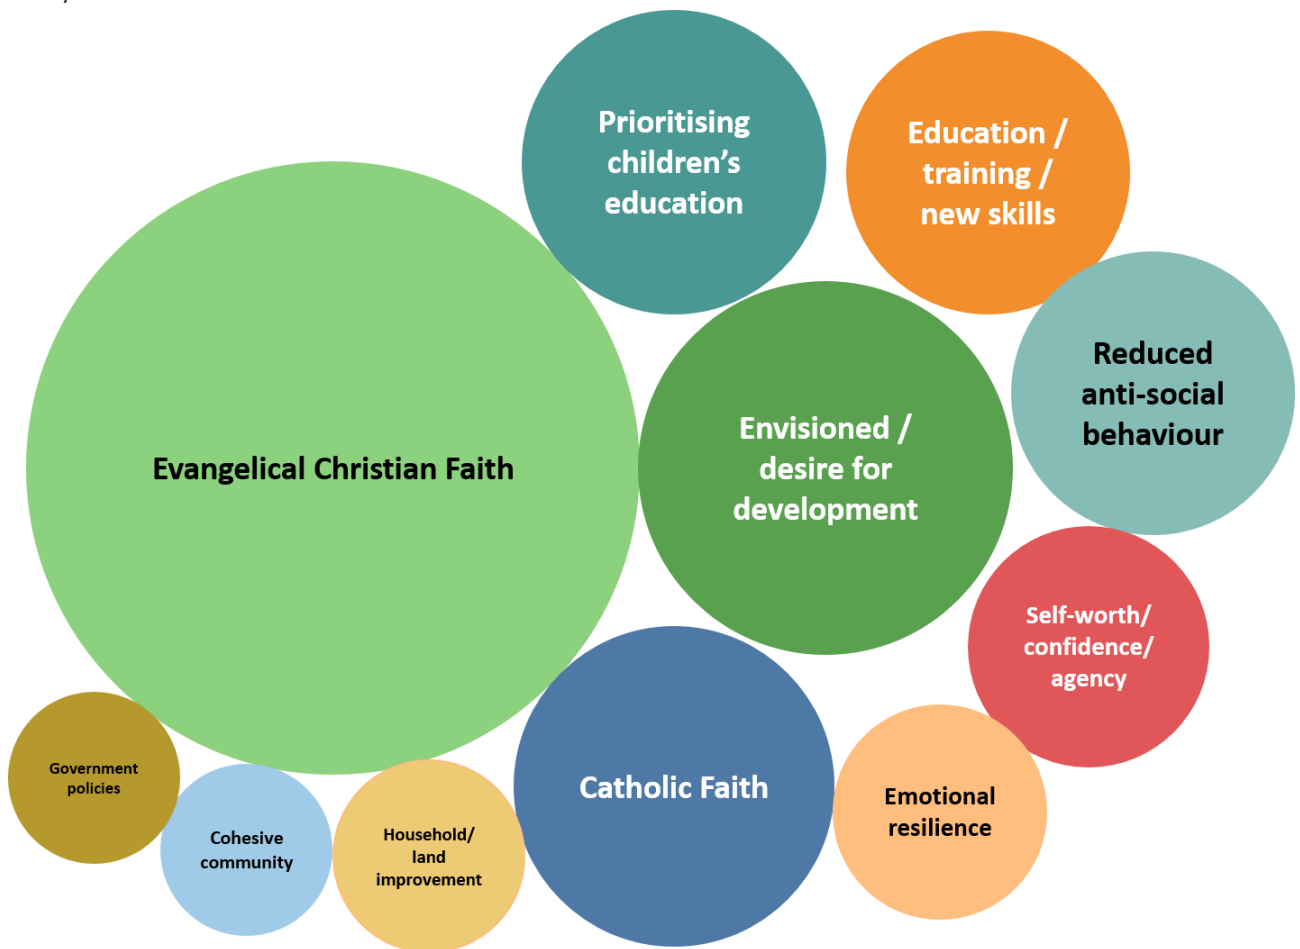 Prioritising
children's
education
Education /
training /
new skills
Reduced
anti-social
behaviour
Evangelical Christian Faith
Envisioned /
desire for
development
Self-worth/
confidence/
agency
Government
policies
Cohesive
community
Household/
land
improvement
Catholic Faith
Emotional
resilience